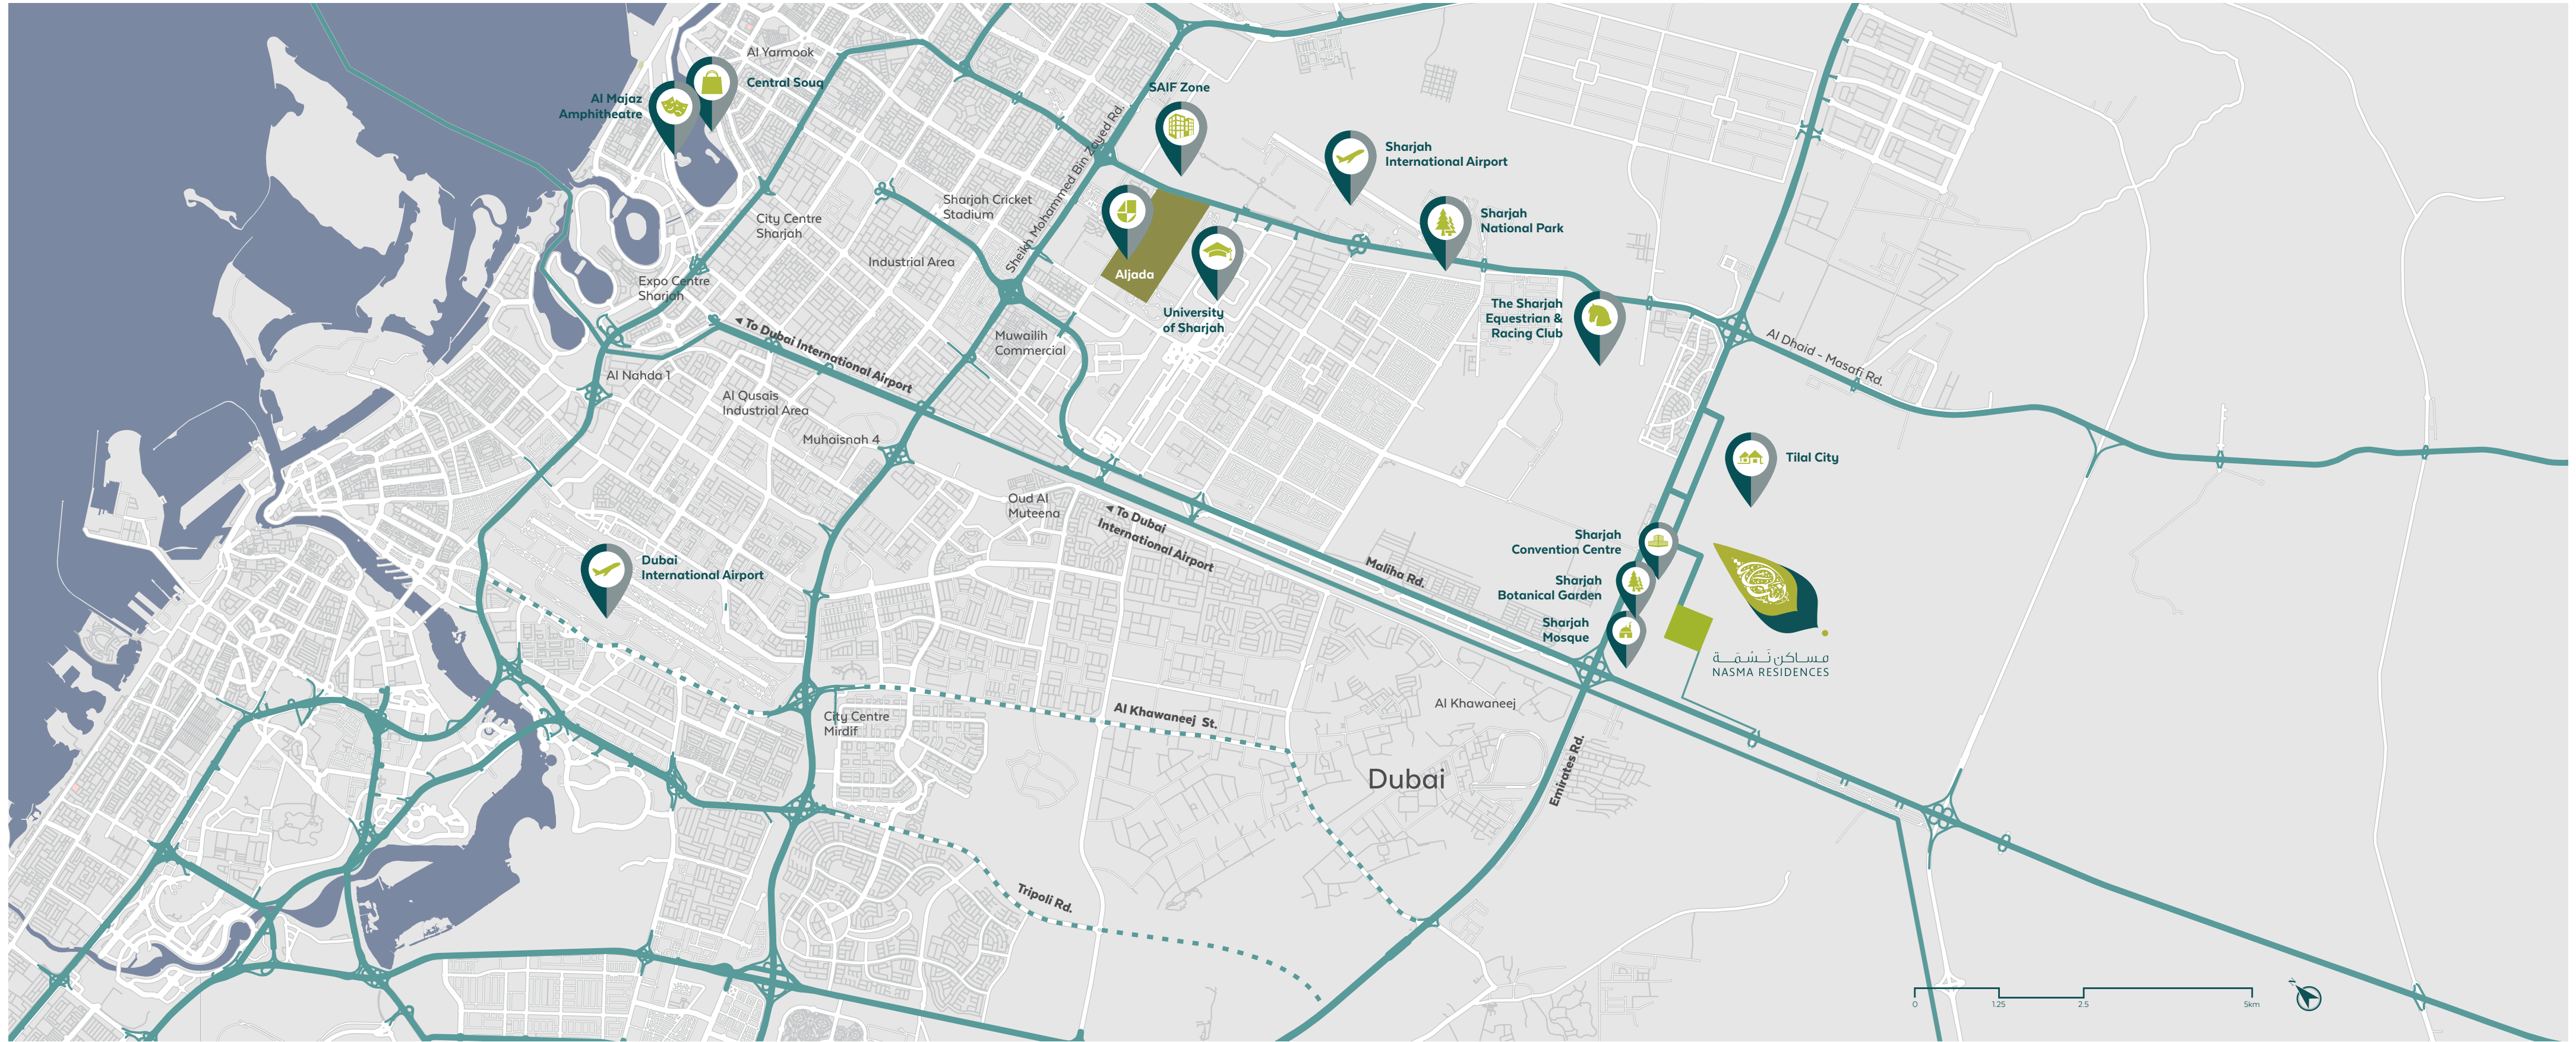 Al Yarmook
Central Souq
Al Majaz
Amphitheatre
SAIF Zone
Sheikh Mohammed Bin Zayed Rd.
Sharjah
International Airport
Sharjah Cricket
Stadium
City Centre
Sharjah
Sharjah
National Park
Industrial Area
Aljada
Expo Centre
Sharjah
University
of Sharjah
The Sharjah
Equestrian &
Racing Club
To Dubai International Airport
Muwailih
Commercial
Al Dhaid - Masafi Rd.
Al Nahda 1
Al Qusais
Industrial Area
Muhaisnah 4
Tilal City
Oud Al
Muteena
To Dubai
International Airport
Sharjah
Convention Centre
Dubai
International Airport
Maliha Rd.
Sharjah
Botanical Garden
Sharjah
Mosque
مساكن نَسْمَة
NASMA RESIDENCES
Al Khawaneej
Al Khawaneej St.
City Centre
Mirdif
Dubai
Emirates Rd.
Tripoli Rd.
0 1.25 2.5 5km